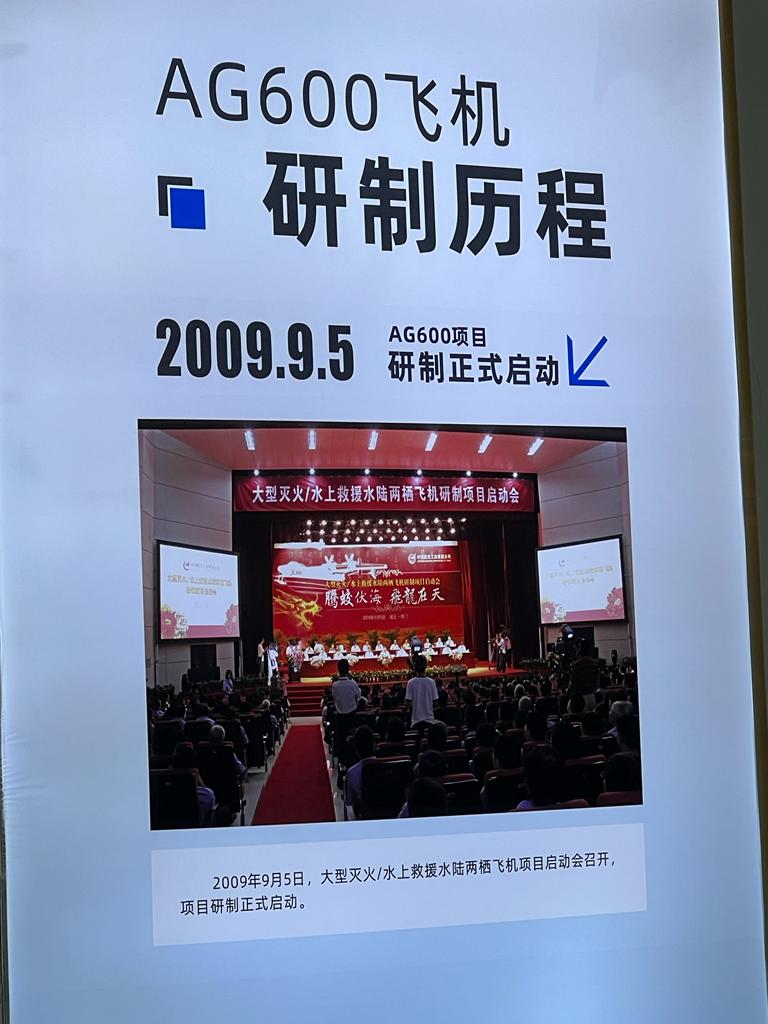 AG600飞机
研制历程
2009.9.5
AG600项目
研制正式启动
大型灭火/水上救援水陆两栖飞机研制项目启动会
大型灭火/水上救援水陆两栖飞机研制项目启动会
腾蛟伏海 飛龍在天
2009年9月5日，大型灭火/水上救援水陆两栖飞机项目启动会召开，
项目研制正式启动。